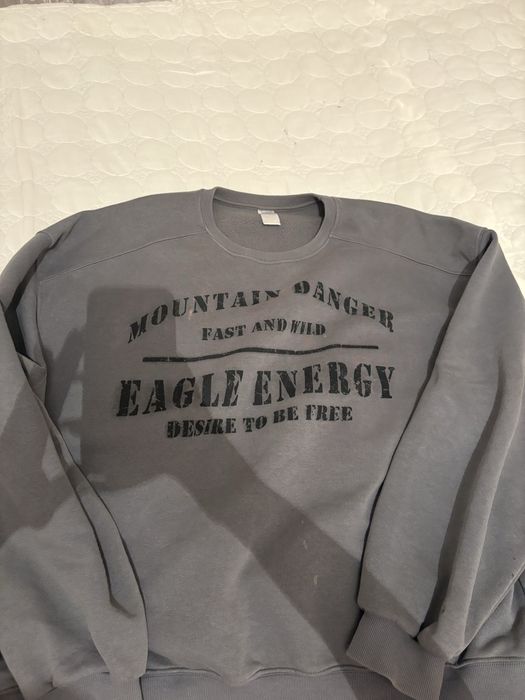 MOUNTAIN DANGER
FAST AND WILD
EAGLE ENERGY
DESIRE TO BE FREE